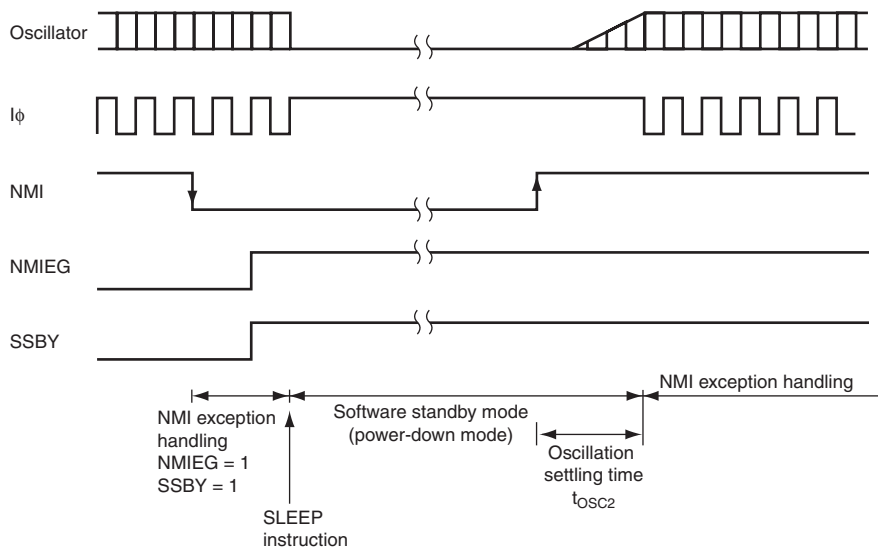 Oscillator
Iϕ
NMI
NMIEG
SSBY
NMI exception
handling
NMIEG = 1
SSBY = 1
Software standby mode
(power-down mode)
NMI exception handling
Oscillation
settling time
tOSC2
SLEEP
instruction